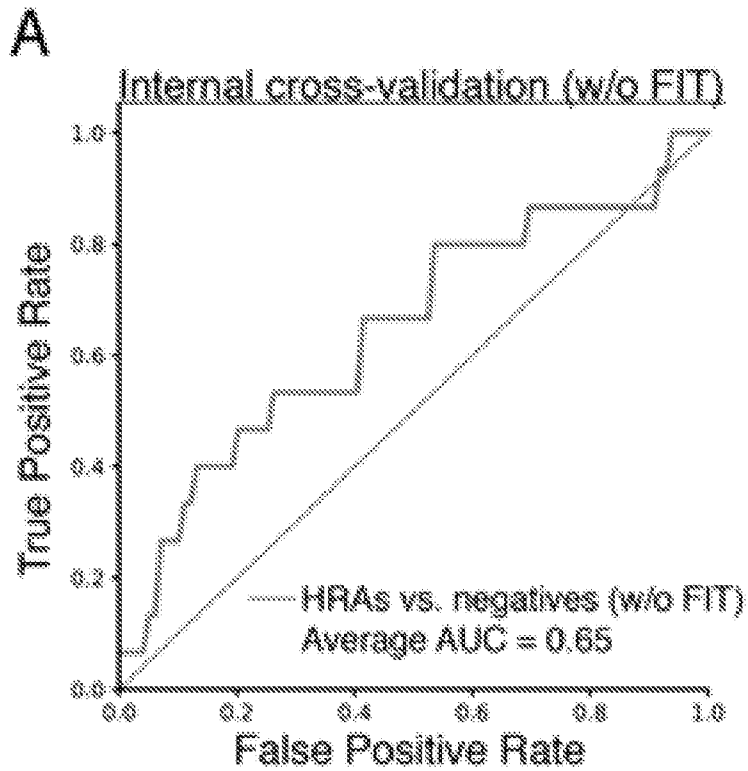 A
Internal cross-validation (w/o FIT)
1.0
0.8
0.6
0.4
0.2
0.0
True Positive Rate
HRAs vs. negatives (w/o FIT)
Average AUC = 0.65
0.0 0.2 0.4 0.6 0.8 1.0
False Positive Rate